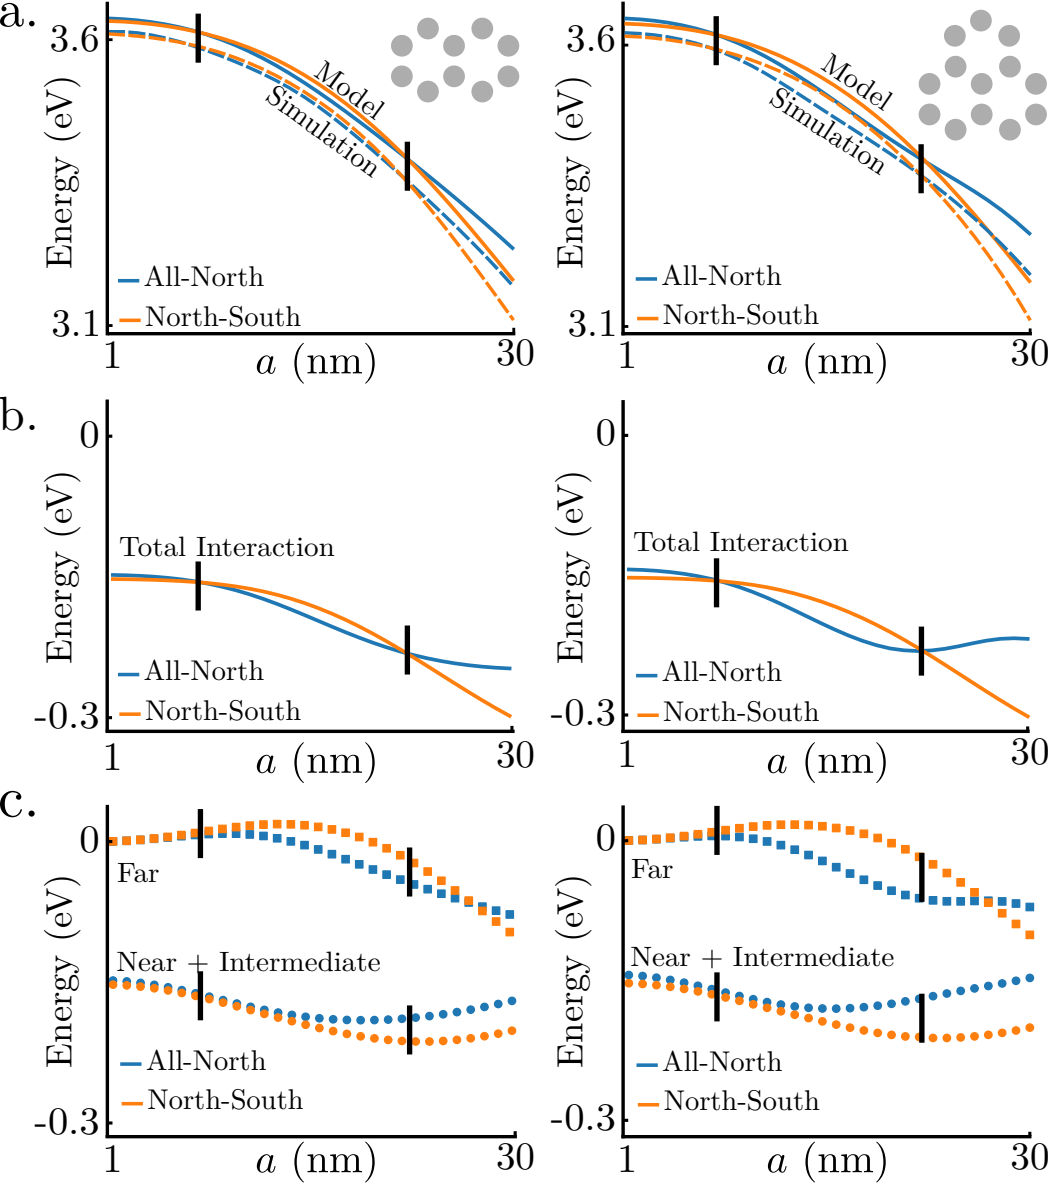 a.
3.6
Energy (eV)
Model
Simulation
All-North
North-South
3.1
1
a (nm)
30
3.6
Energy (eV)
Model
Simulation
All-North
North-South
3.1
1
a (nm)
30
b.
0
Energy (eV)
Total Interaction
All-North
North-South
-0.3
1
a (nm)
30
0
Energy (eV)
Total Interaction
All-North
North-South
-0.3
1
a (nm)
30
c.
0
Energy (eV)
Far
Near + Intermediate
All-North
North-South
-0.3
1
a (nm)
30
0
Energy (eV)
Far
Near + Intermediate
All-North
North-South
-0.3
1
a (nm)
30